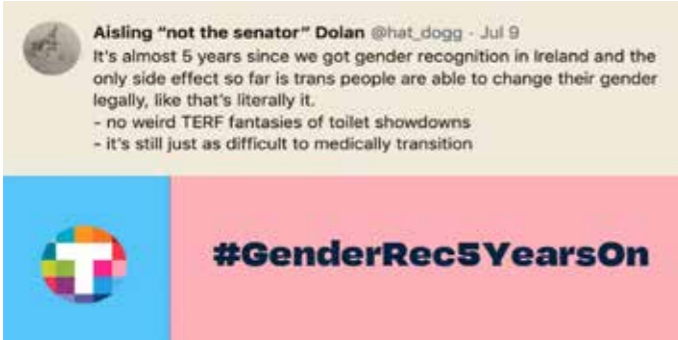 Aisling “not the senator” Dolan @hat_dogg · Jul 9
It's almost 5 years since we got gender recognition in Ireland and the
only side effect so far is trans people are able to change their gender
legally, like that's literally it.
- no weird TERF fantasies of toilet showdowns
- it's still just as difficult to medically transition
T
#GenderRec5YearsOn